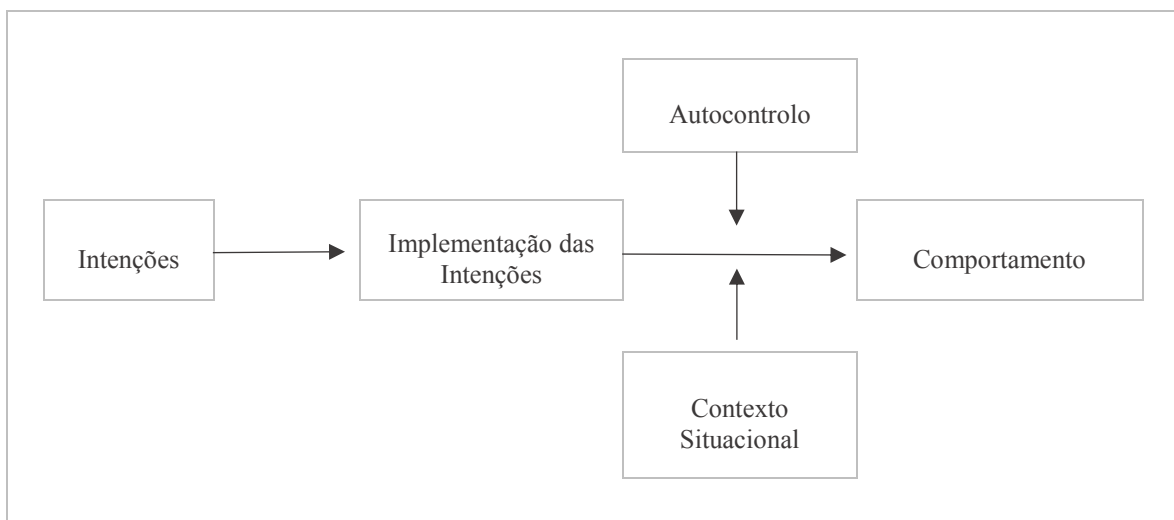 Autocontrolo
Intenções
Implementação das
Intenções
Comportamento
Contexto
Situacional